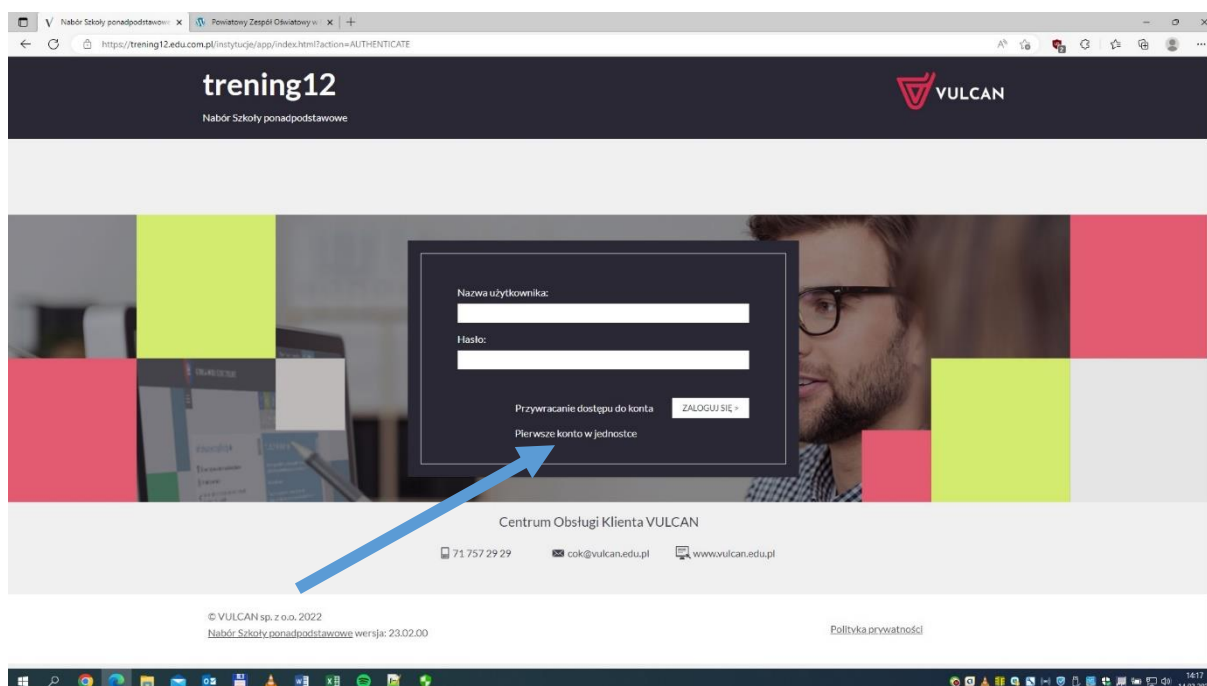 Nabór Szkoły ponadpodstawowe
Powiatowy Zespół Oświatowy w
https://trening12.edu.com.pl/instytucje/app/index.html?action=AUTHENTICATE
trening12
VULCAN
Nabór Szkoły ponadpodstawowe
Nazwa użytkownika:
Hasło:
Przywracanie dostępu do konta
ZALOGUJ SIĘ »
Pierwsze konto w jednostce
Centrum Obsługi Klienta VULCAN
71 757 29 29 cok@vulcan.edu.pl www.vulcan.edu.pl
© VULCAN sp. z o.o. 2022
Nabór Szkoły ponadpodstawowe wersja: 23.02.00
Polityka prywatności
14:17